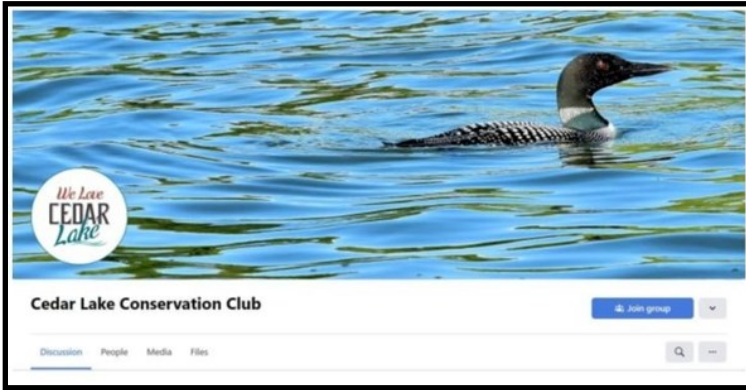 We Love
CEDAR
Lake
Cedar Lake Conservation Club
Join group
Discussion People Media Files